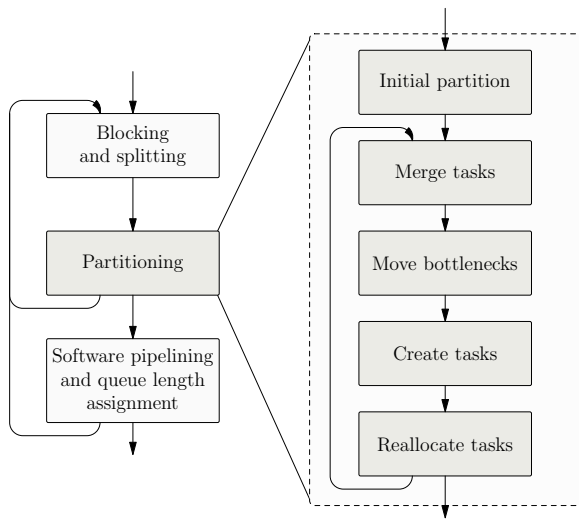 Blocking
and splitting
Partitioning
Software pipelining
and queue length
assignment
Initial partition
Merge tasks
Move bottlenecks
Create tasks
Reallocate tasks